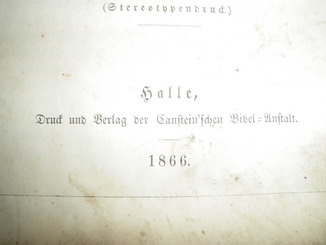 (Stereotypendruck.)
Halle,
Druck und Verlag der Canstein'schen Bibel-Anstalt.
1866.